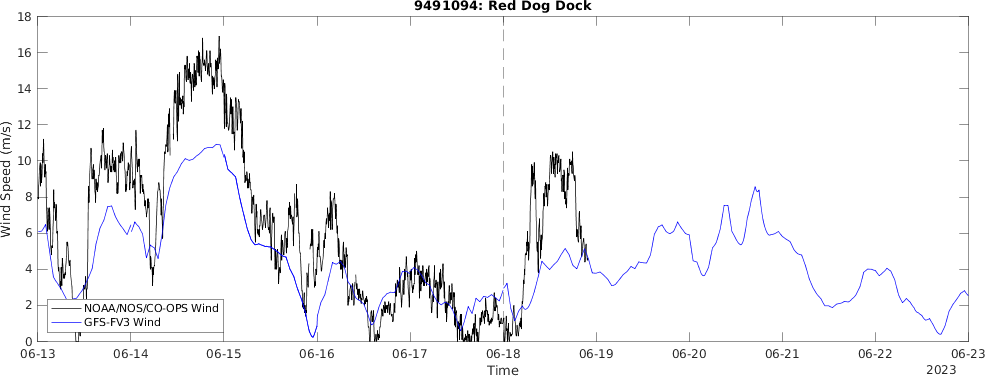 9491094: Red Dog Dock
Wind Speed (m/s)
18
16
14
12
10
8
6
4
2
0
NOAA/NOS/CO-OPS Wind
GFS-FV3 Wind
06-13 06-14 06-15 06-16 06-17 06-18 06-19 06-20 06-21 06-22 06-23
Time
2023